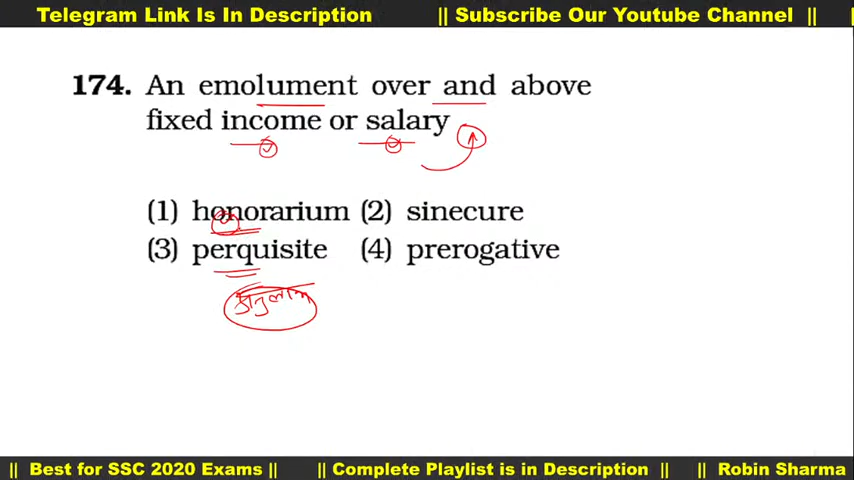 Telegram Link Is In Description || Subscribe Our Youtube Channel ||
174. An emolument over and above
fixed income or salary
(1) honorarium (2) sinecure
(3) perquisite (4) prerogative
|| Best for SSC 2020 Exams || || Complete Playlist is in Description || || Robin Sharma